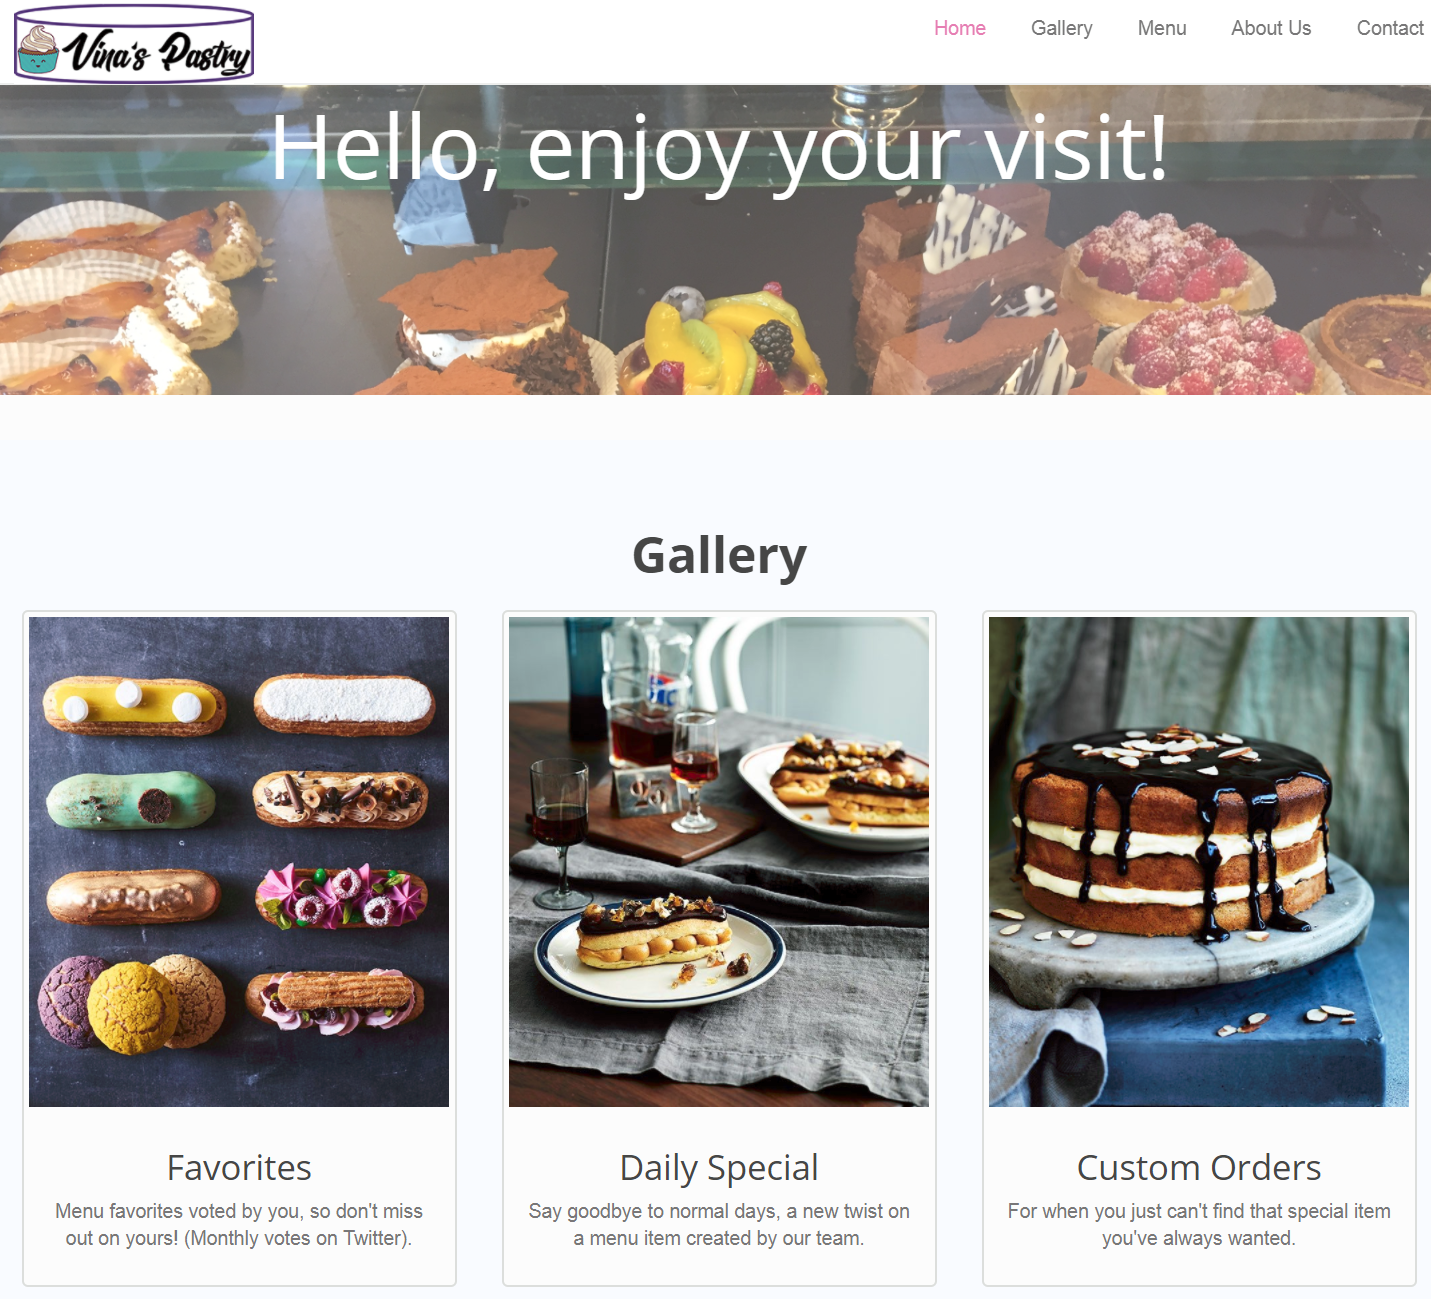 Vina's Pastry
Home
Gallery
Menu
About Us
Contact
Hello, enjoy your visit!
Gallery
Favorites
Menu favorites voted by you, so don't miss
out on yours! (Monthly votes on Twitter).
Daily Special
Say goodbye to normal days, a new twist on
a menu item created by our team.
Custom Orders
For when you just can't find that special item
you've always wanted.